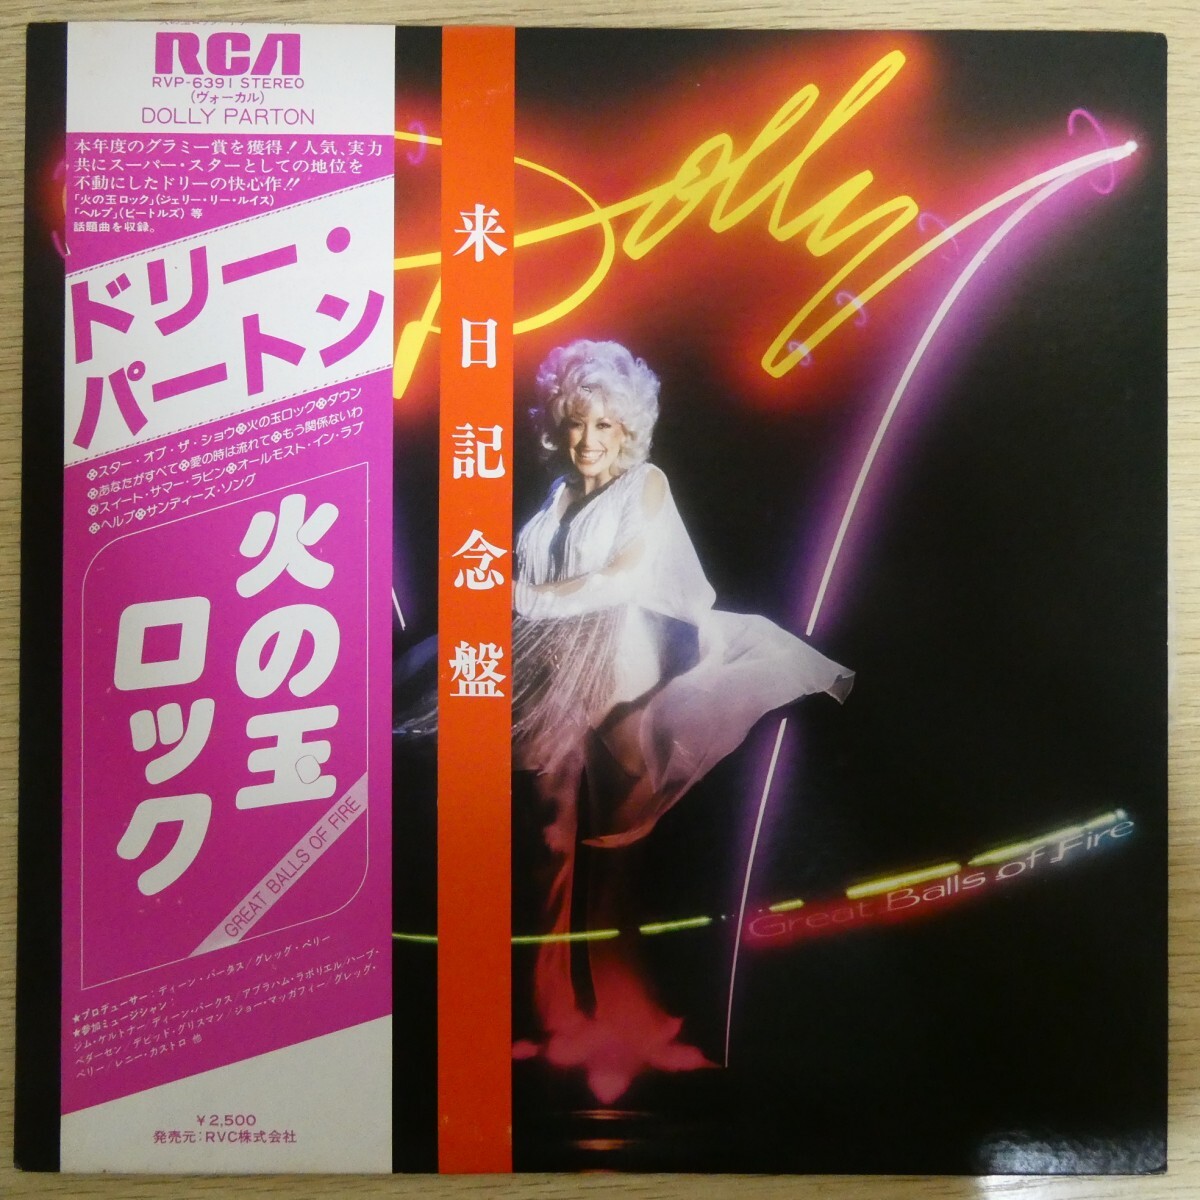 RCA
RVP-6391 STEREO
(ヴォーカル)
DOLLY PARTON
本年度のグラミー賞を獲得!人気、実力
共にスーパー・スターとしての地位を
不動にしたドリーの快心作!!
「火の玉ロック」(ジェリー・リー・ルイス)
「ヘルプ」(ビートルズ) 等
話題曲を収録。
ドリー・
パートン
※スター・オブ・ザ・ショウ※火の玉ロック※ダウン
※あなたがすべて※愛の時は流れて※もう関係ないわ
※スイート・サマー・ラビン※オールモスト・イン・ラブ
※ヘルプ※サンディーズ・ソング
火の玉
ロック
GREAT BALLS OF FIRE
★プロデューサー:ディーン・パークス/グレッグ・ペリー
★参加ミュージシャン:
ジム・ケルトナー/ディーン・パークス/アブラハム・ラボリエル/ハーブ・
ペダーセン/デビッド・グリスマン/ジョー・マッガフィー/グレッグ・
ペリー/レニー・カストロ 他
¥2,500
発売元:RVC株式会社
来日記念盤
Dolly
Great Balls of Fire